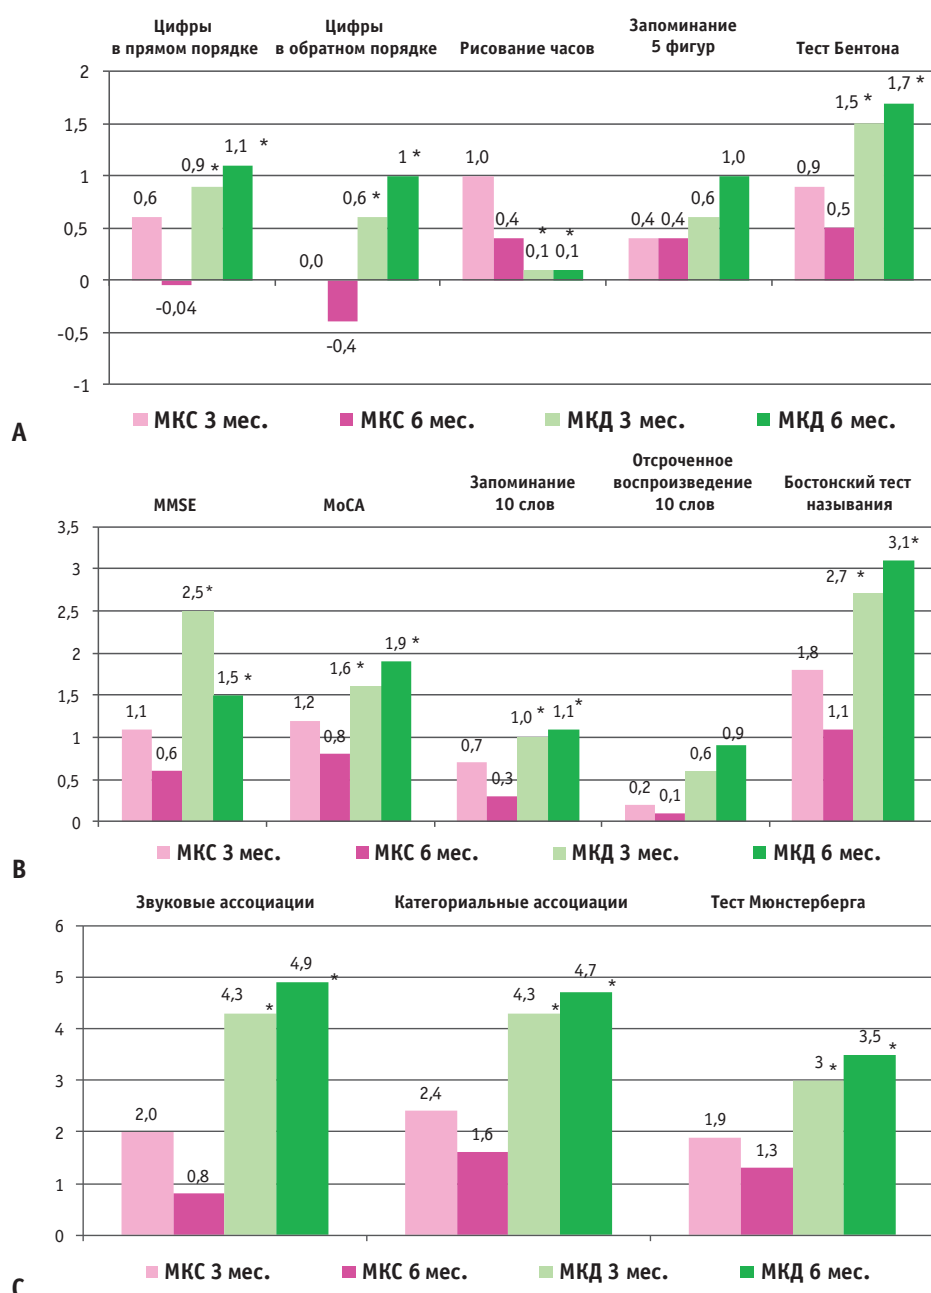 Цифры
в прямом порядке
Цифры
в обратном порядке
Рисование часов
Запоминание
5 фигур
Тест Бентона
2
1,5
1
0,5
0
-0,5
-1
0,6
-0,04
0,9 *
1,1 *
0,0
-0,4
0,6 *
1 *
1,0
0,4
* 0,1
* 0,1
0,4
0,4
0,6
1,0
0,9
0,5
1,5 *
1,7 *
МКС 3 мес.
МКС 6 мес.
МКД 3 мес.
МКД 6 мес.
A
MMSE
MoCA
Запоминание
10 слов
Отсроченное
воспроизведение
10 слов
Бостонский тест
называния
3,5
3
2,5
2
1,5
1
0,5
0
1,1
0,6
2,5 *
1,5 *
1,2
0,8
1,6 *
1,9 *
0,7
0,3
1,0 *
1,1 *
0,2
0,1
0,6
0,9
1,8
1,1
2,7 *
3,1 *
МКС 3 мес.
МКС 6 мес.
МКД 3 мес.
МКД 6 мес.
B
Звуковые ассоциации
Категориальные ассоциации
Тест Мюнстерберга
6
5
4
3
2
1
0
2,0
0,8
4,3 *
4,9 *
2,4
1,6
4,3 *
4,7 *
1,9
1,3
3 *
3,5 *
МКС 3 мес.
МКС 6 мес.
МКД 3 мес.
МКД 6 мес.
C